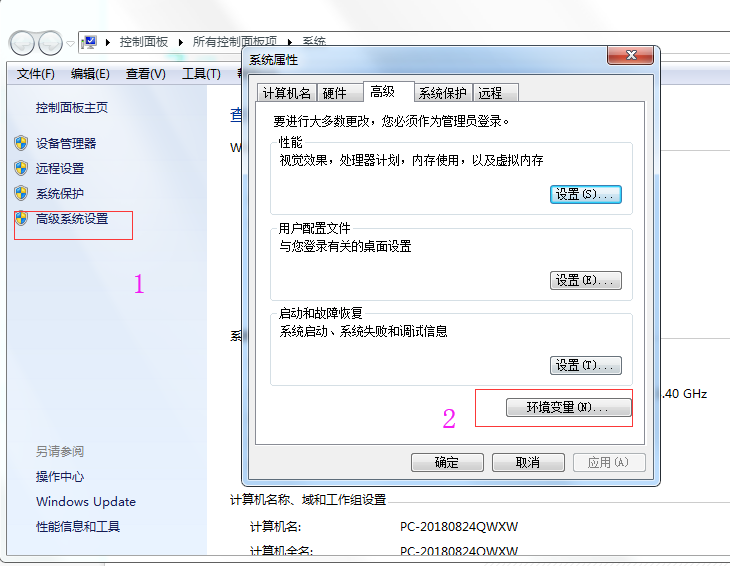 控制面板 ▸ 所有控制面板项 ▸ 系统
系统属性
文件(F) 编辑(E) 查看(V) 工具(T)
计算机名 硬件 高级 系统保护 远程
控制面板主页
设备管理器
远程设置
系统保护
高级系统设置
1
要进行大多数更改，您必须作为管理员登录。
性能
视觉效果，处理器计划，内存使用，以及虚拟内存
设置(S)...
用户配置文件
与您登录有关的桌面设置
设置(E)...
启动和故障恢复
系统启动、系统失败和调试信息
设置(T)...
2
环境变量(N)...
.40 GHz
确定 取消 应用(A)
另请参阅
操作中心
Windows Update
性能信息和工具
计算机名称、域和工作组设置
计算机名: PC-20180824QWXW
计算机全名: PC-20180824QWXW